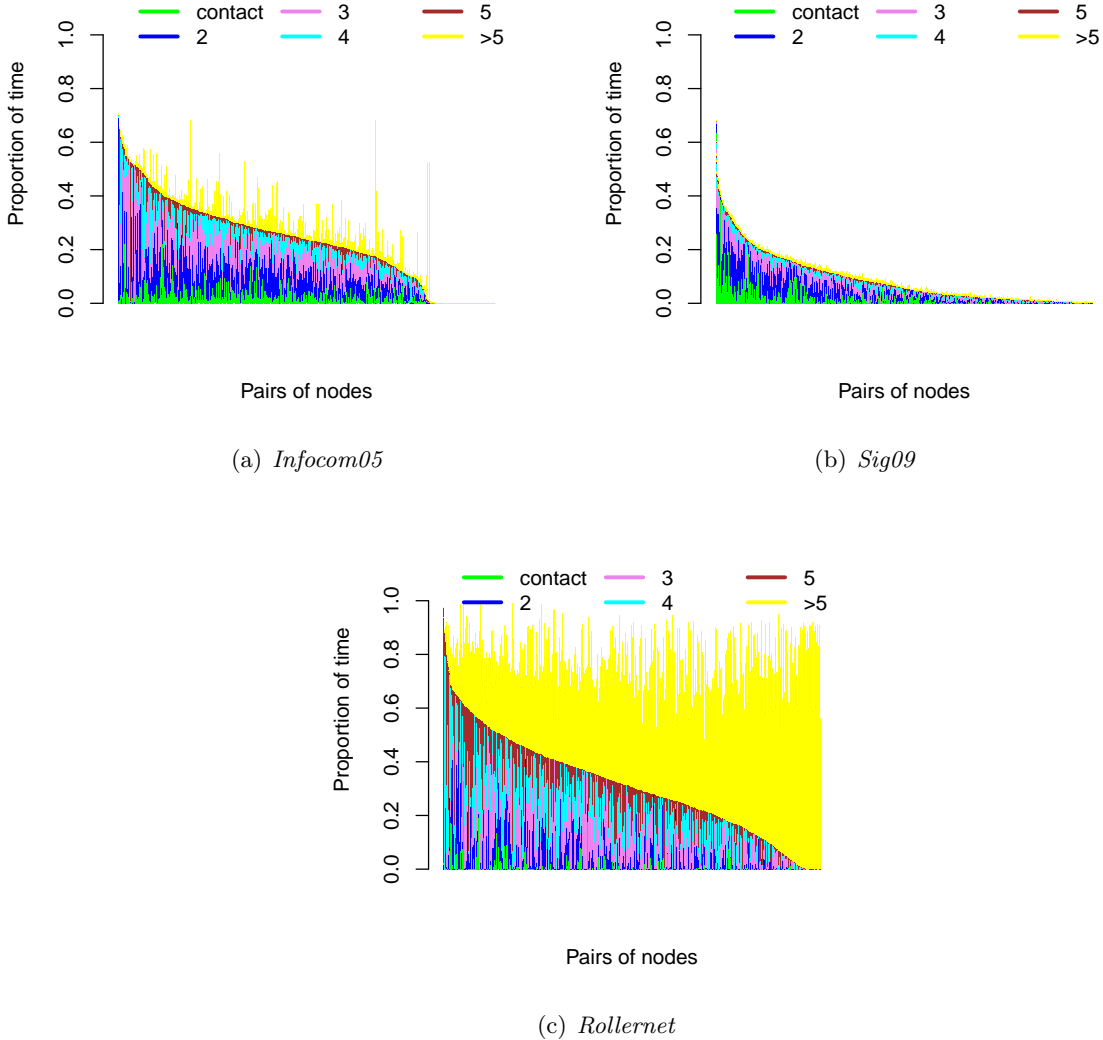 contact 3 5
2 4 >5
Proportion of time
1.0
0.8
0.6
0.4
0.2
0.0
Pairs of nodes
(a) Infocom05
contact 3 5
2 4 >5
Proportion of time
1.0
0.8
0.6
0.4
0.2
0.0
Pairs of nodes
(b) Sig09
contact 3 5
2 4 >5
Proportion of time
1.0
0.8
0.6
0.4
0.2
0.0
Pairs of nodes
(c) Rollernet